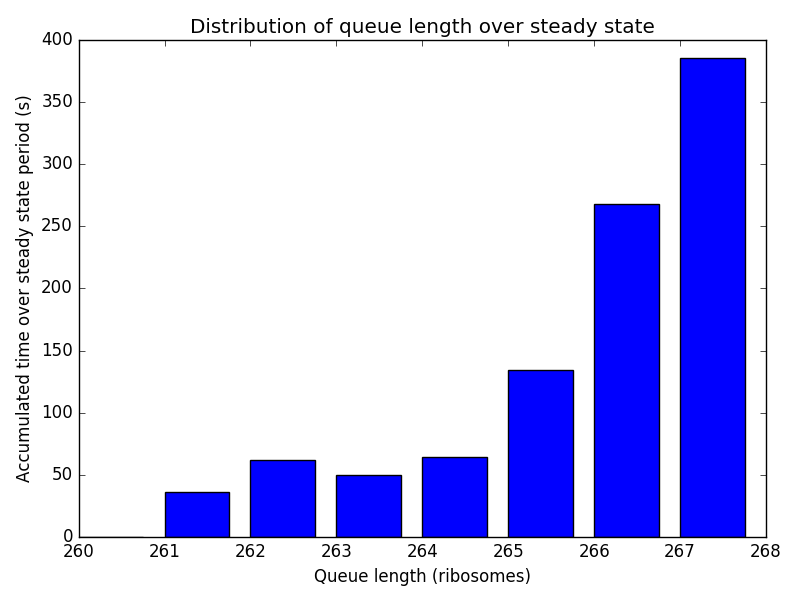 Distribution of queue length over steady state
Accumulated time over steady state period (s)
400
350
300
250
200
150
100
50
0
260 261 262 263 264 265 266 267 268
Queue length (ribosomes)